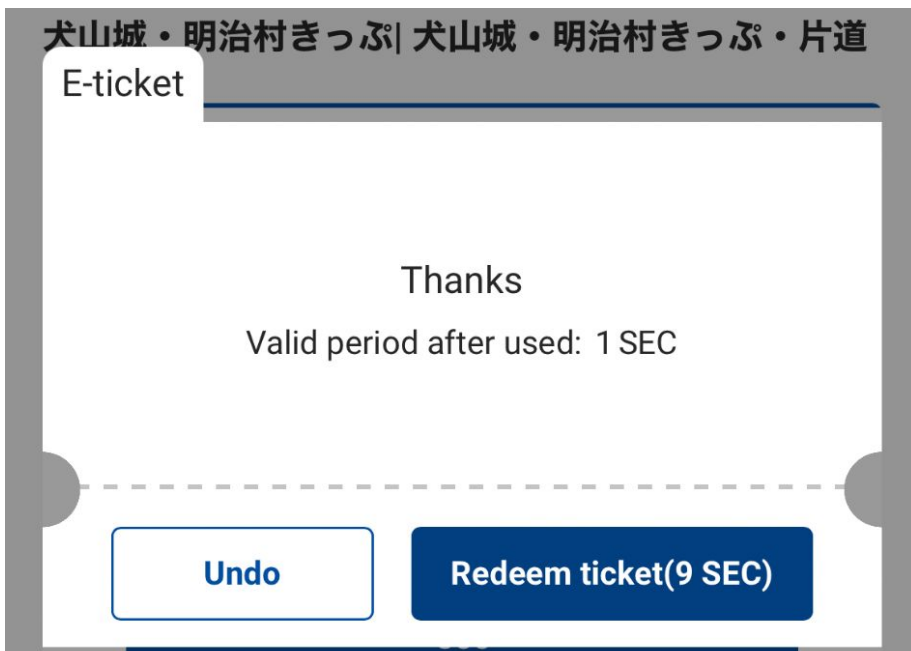 犬山城・明治村きっぷ| 犬山城・明治村きっぷ・片道
E-ticket
Thanks
Valid period after used: 1 SEC
Undo
Redeem ticket(9 SEC)